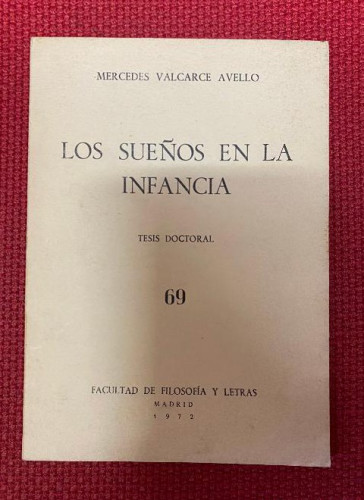 MERCEDES VALCARCE AVELLO
LOS SUEÑOS EN LA
INFANCIA
TESIS DOCTORAL
69
FACULTAD DE FILOSOFÍA Y LETRAS
MADRID
1972